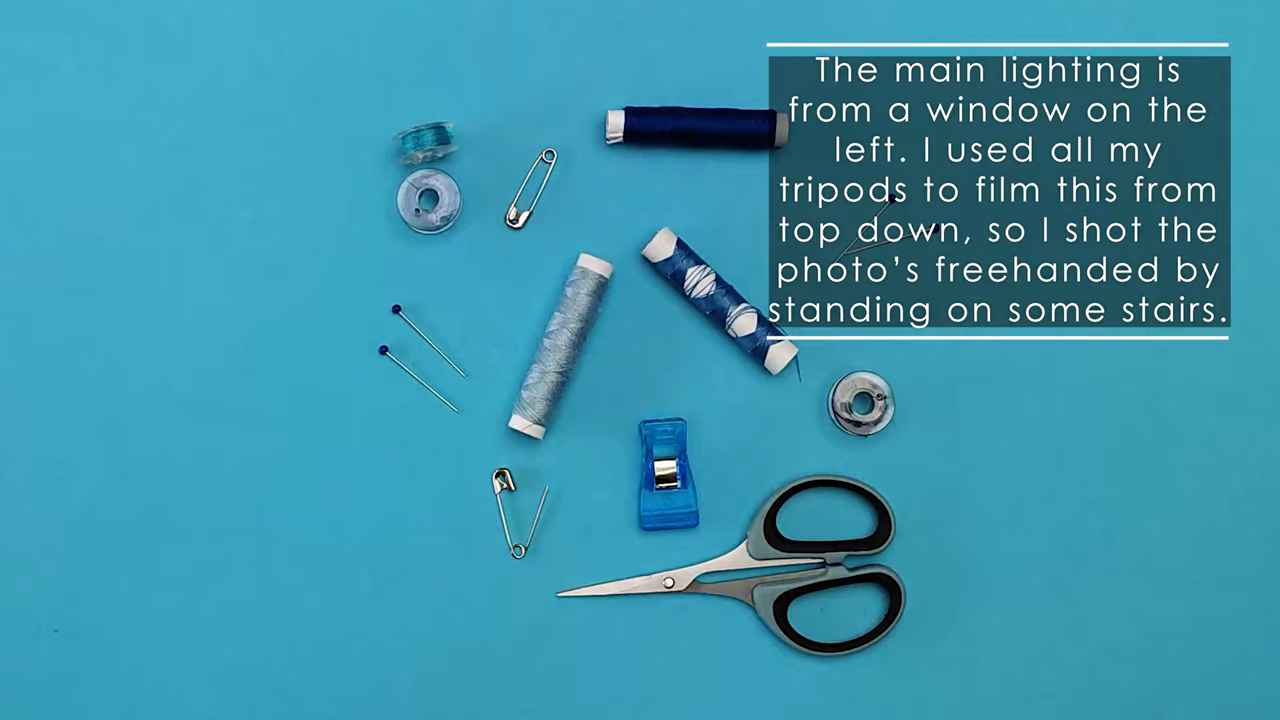 The main lighting is
from a window on the
left. I used all my
tripods to film this from
top down, so I shot the
photo’s freehanded by
standing on some stairs.